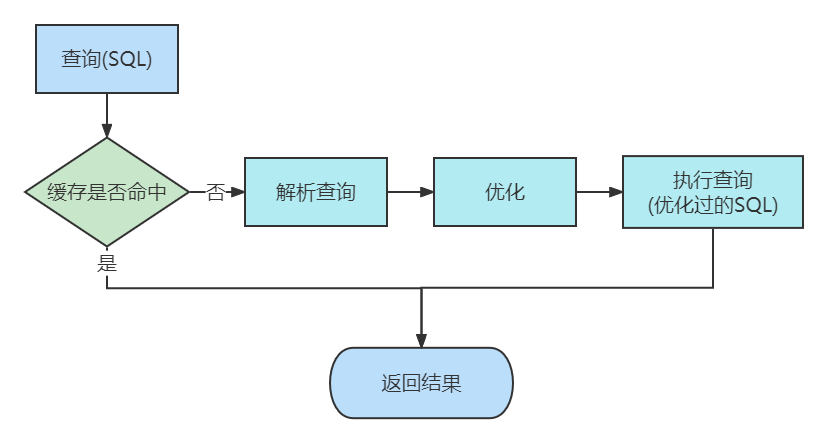 查询(SQL)
缓存是否命中
否
解析查询
优化
执行查询
(优化过的SQL)
是
返回结果